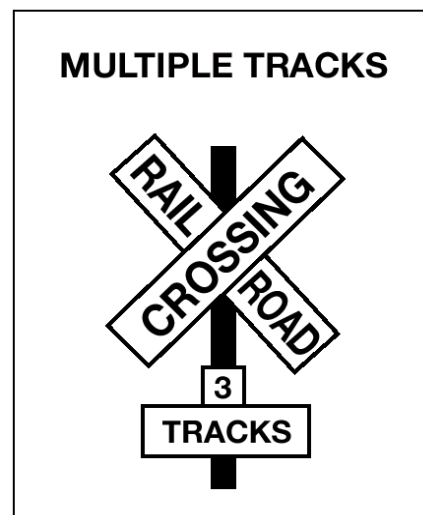 MULTIPLE TRACKS
RAIL
CROSSING
ROAD
3
TRACKS